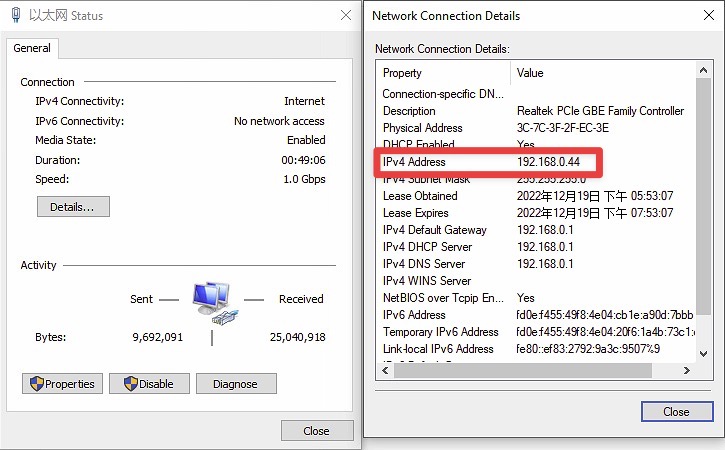 以太网 Status
General
Connection
IPv4 Connectivity: Internet
IPv6 Connectivity: No network access
Media State: Enabled
Duration: 00:49:06
Speed: 1.0 Gbps
Details...
Activity
Sent — Received
Bytes: 9,692,091 25,040,918
Properties Disable Diagnose
Close
Network Connection Details
Network Connection Details:
Property Value
Connection-specific DN...
Description Realtek PCIe GBE Family Controller
Physical Address 3C-7C-3F-2F-EC-3E
DHCP Enabled Yes
IPv4 Address 192.168.0.44
IPv4 Subnet Mask 255.255.255.0
Lease Obtained 2022年12月19日 下午 05:53:07
Lease Expires 2022年12月19日 下午 07:53:07
IPv4 Default Gateway 192.168.0.1
IPv4 DHCP Server 192.168.0.1
IPv4 DNS Server 192.168.0.1
IPv4 WINS Server
NetBIOS over Tcpip En... Yes
IPv6 Address fd0e:f455:49f8:4e04:cb1e:a90d:7bbb
Temporary IPv6 Address fd0e:f455:49f8:4e04:20f6:1a4b:73c1:
Link-local IPv6 Address fe80::ef83:2792:9a3c:9507%9
Close